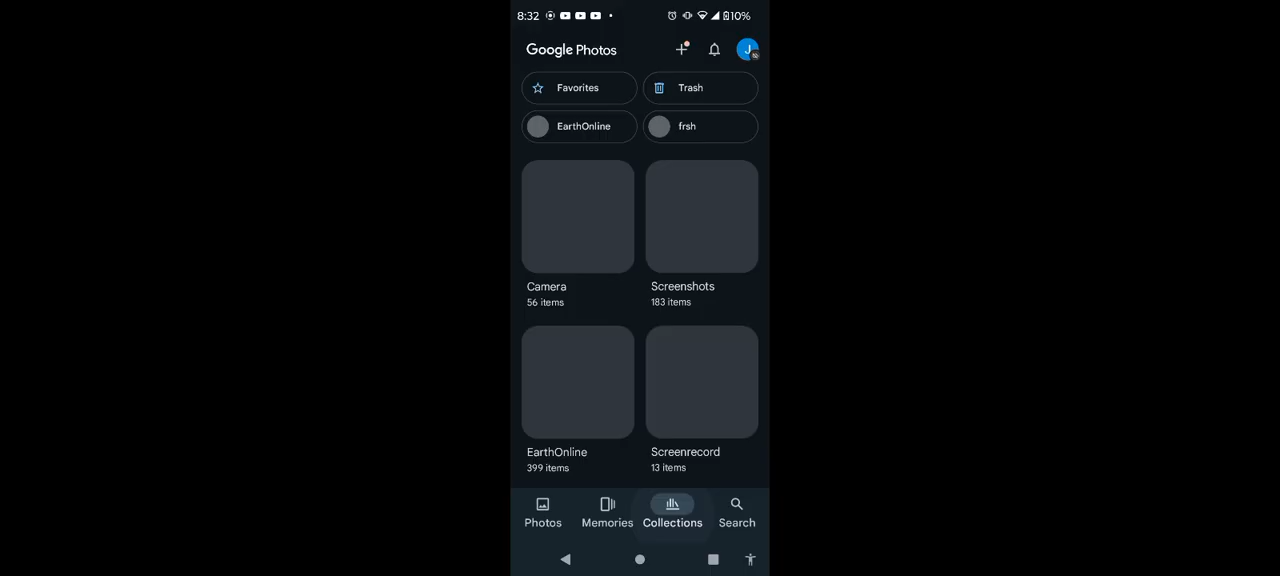 8:32 10%
Google Photos J
Favorites Trash
EarthOnline frsh
Camera Screenshots
56 items 183 items
EarthOnline Screenrecord
399 items 13 items
Photos Memories Collections Search